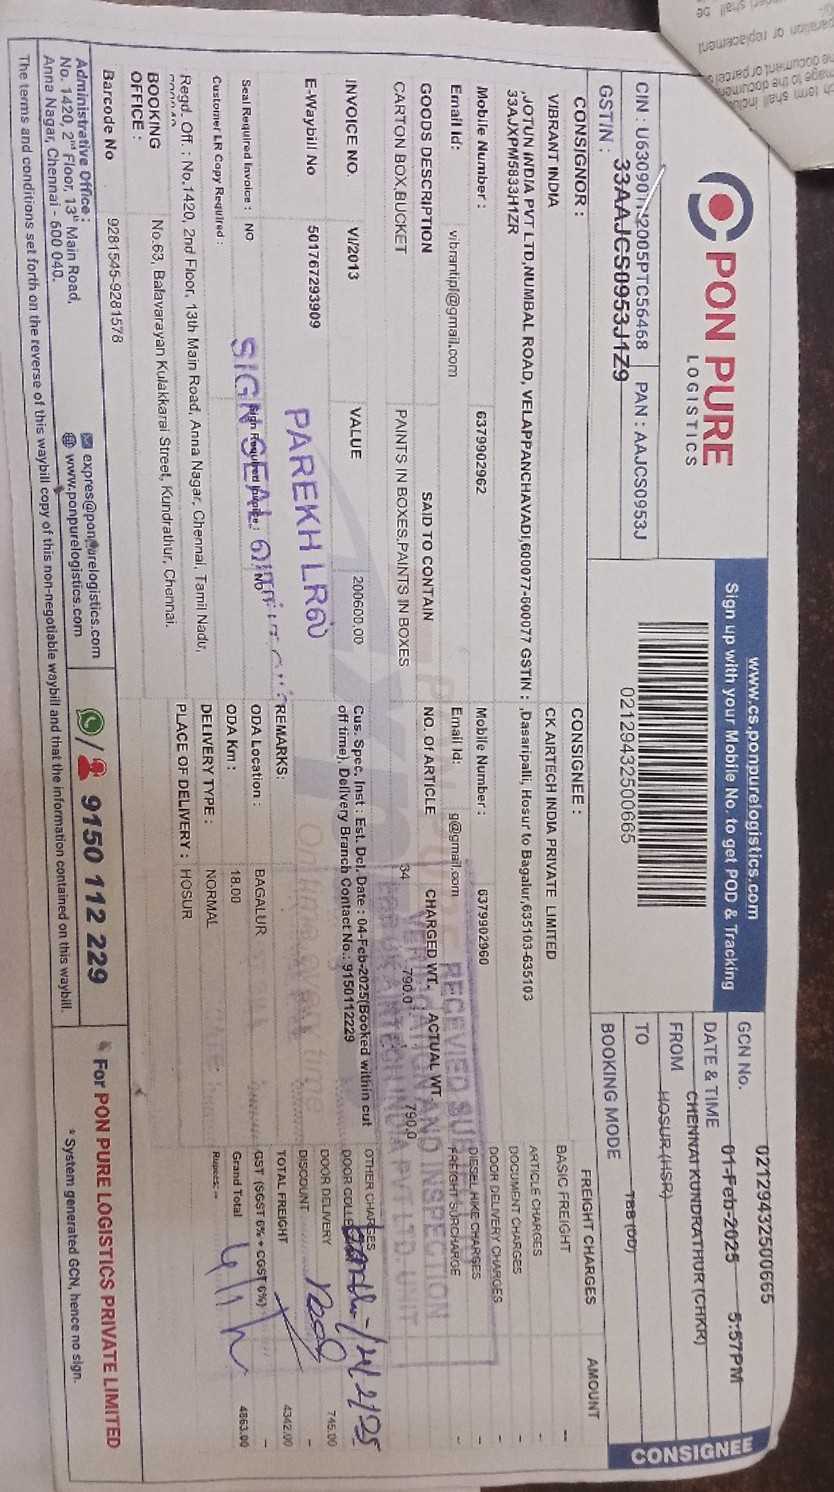 PON PURE
LOGISTICS
CIN : U63090TN2005PTC56468 PAN : AAJCS0953J
GSTIN : 33AAJCS0953J1Z9
www.cs.ponpurelogistics.com
Sign up with your Mobile No. to get POD & Tracking
02129432500665
GCN No. 02129432500665
DATE & TIME 01-Feb-2025 5:57PM
FROM CHENNAI KUNDRATHUR (CHKR)
TO HOSUR (HSR)
BOOKING MODE TBB (DD)
CONSIGNEE
CONSIGNOR :
VIBRANT INDIA
,JOTUN INDIA PVT LTD,NUMBAL ROAD, VELAPPANCHAVADI,600077-600077 GSTIN :
33AJXPM5833H1ZR
Mobile Number : 6379902962
Email Id: vibrantipl@gmail.com
CONSIGNEE :
CK AIRTECH INDIA PRIVATE LIMITED
,Dasaripalli, Hosur to Bagalur,635103-635103
Mobile Number : 6379902960
Email Id: g@gmail.com
GOODS DESCRIPTION SAID TO CONTAIN NO. Of ARTICLE CHARGED WT. ACTUAL WT.
CARTON BOX,BUCKET PAINTS IN BOXES,PAINTS IN BOXES 34 790.0 790.0
INVOICE NO. VI/2013 VALUE 200600.00
Cus. Spec. Inst : Est. Del. Date : 04-Feb-2025(Booked within cut
off time), Delivery Branch Contact No.: 9150112229
E-Waybill No 501767293909
PAREKH LR60
REMARKS:
Seal Required Invoice : NO Sign Required Invoice : NO
SIGN SEAL
ODA Location : BAGALUR
Customer LR Copy Required :
ODA Km : 18.00
Regd. Off. : No.1420, 2nd Floor, 13th Main Road, Anna Nagar, Chennai, Tamil Nadu,
DELIVERY TYPE : NORMAL
BOOKING OFFICE : No.63, Balavarayan Kulakkarai Street, Kundrathur, Chennai.
PLACE OF DELIVERY : HOSUR
Barcode No 9281545-9281578
FREIGHT CHARGES AMOUNT
BASIC FREIGHT --
ARTICLE CHARGES -
DOCUMENT CHARGES -
DOOR DELIVERY CHARGES -
DIESEL HIKE CHARGES -
FREIGHT SURCHARGE -
OTHER CHARGES
DOOR COLLE
DOOR DELIVERY 745.00
DISCOUNT -
TOTAL FREIGHT 4342.00
GST (SGST 6% + CGST 6%) -
Grand Total 4863.00
Rupees: --
RECEVIED SU
VERIFICATION AND INSPECTION
FOR CK AIRTECH INDIA PVT LTD. UNIT
Administrative Office :
No. 1420, 2nd Floor, 13th Main Road,
Anna Nagar, Chennai - 600 040.
expres@ponpurelogistics.com
www.ponpurelogistics.com
9150 112 229
For PON PURE LOGISTICS PRIVATE LIMITED
* System generated GCN, hence no sign.
The terms and conditions set forth on the reverse of this waybill copy of this non-negotiable waybill and that the information contained on this waybill.